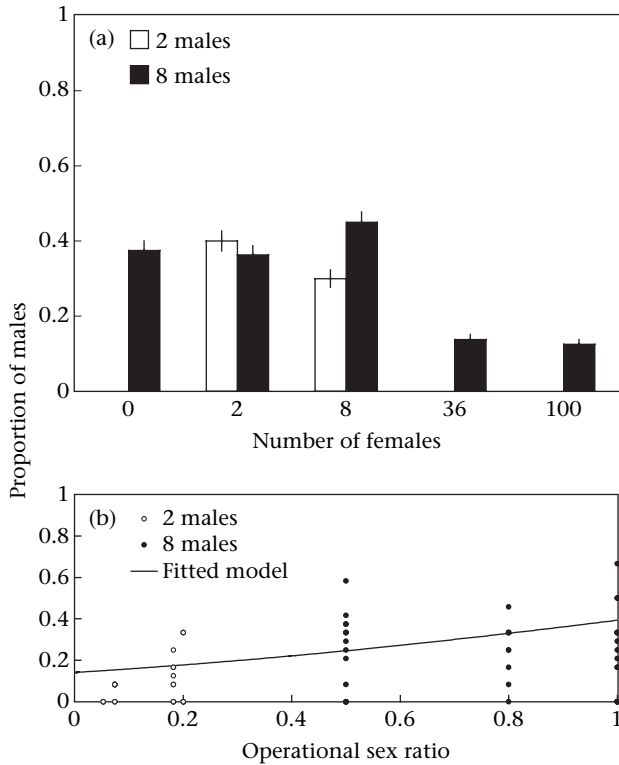 (a)
2 males
8 males
1
0.8
0.6
0.4
0.2
0
0 2 8 36 100
Number of females
Proportion of males
(b)
2 males
8 males
Fitted model
1
0.8
0.6
0.4
0.2
0
0 0.2 0.4 0.6 0.8 1
Operational sex ratio